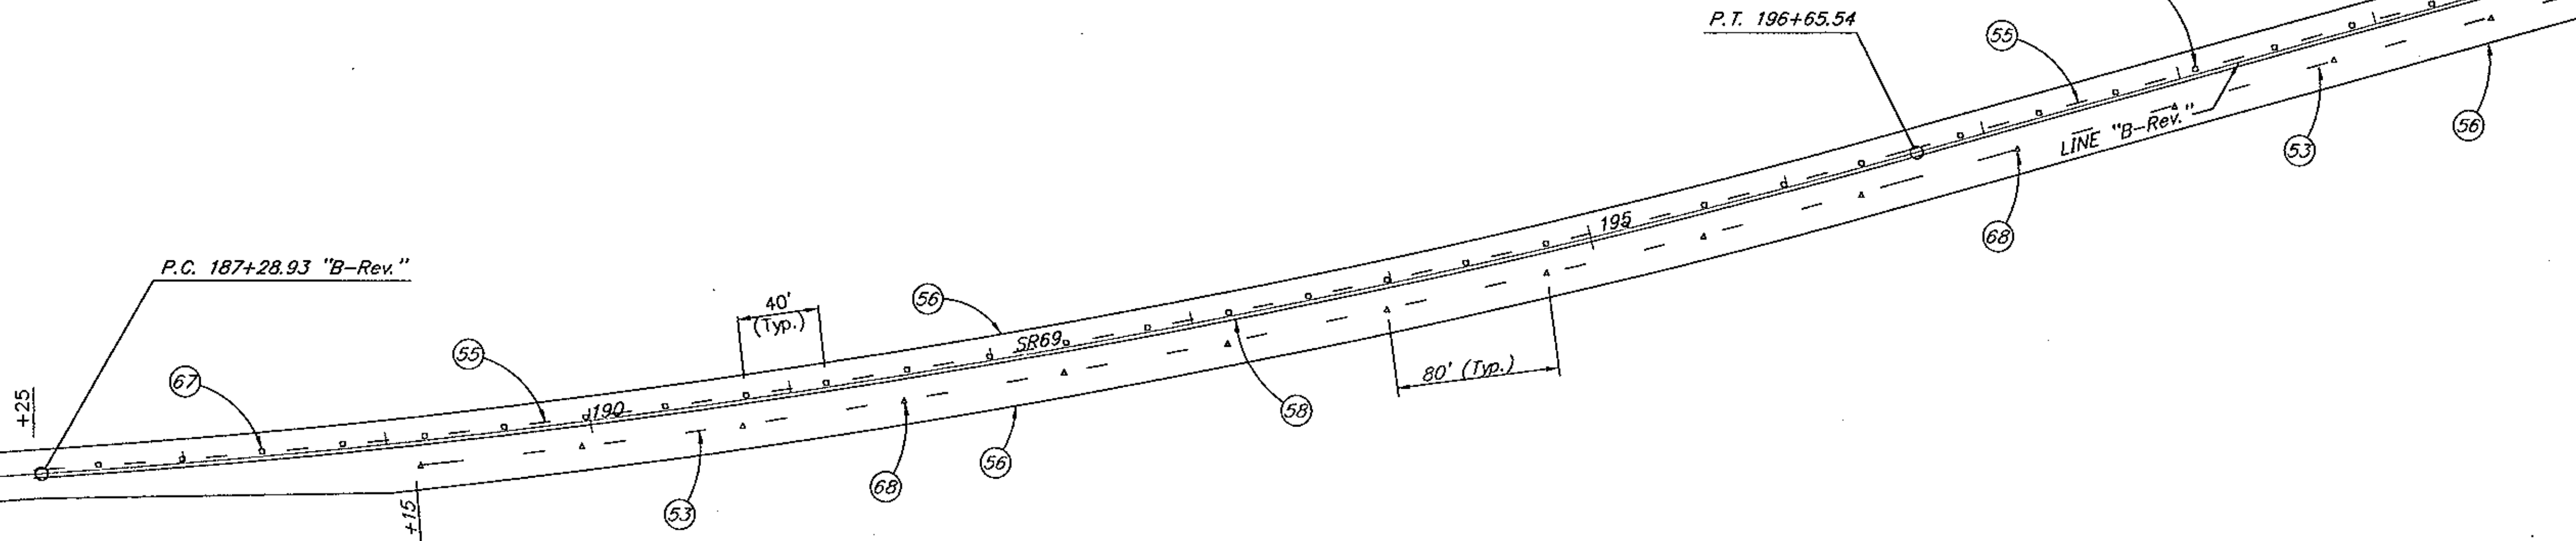 P.T. 196+65.54
55
LINE "B-Rev."
53
56
68
195
P.C. 187+28.93 "B-Rev."
40'
(Typ.)
56
SR69
80' (Typ.)
58
55
67
+25
190
56
68
53
+15